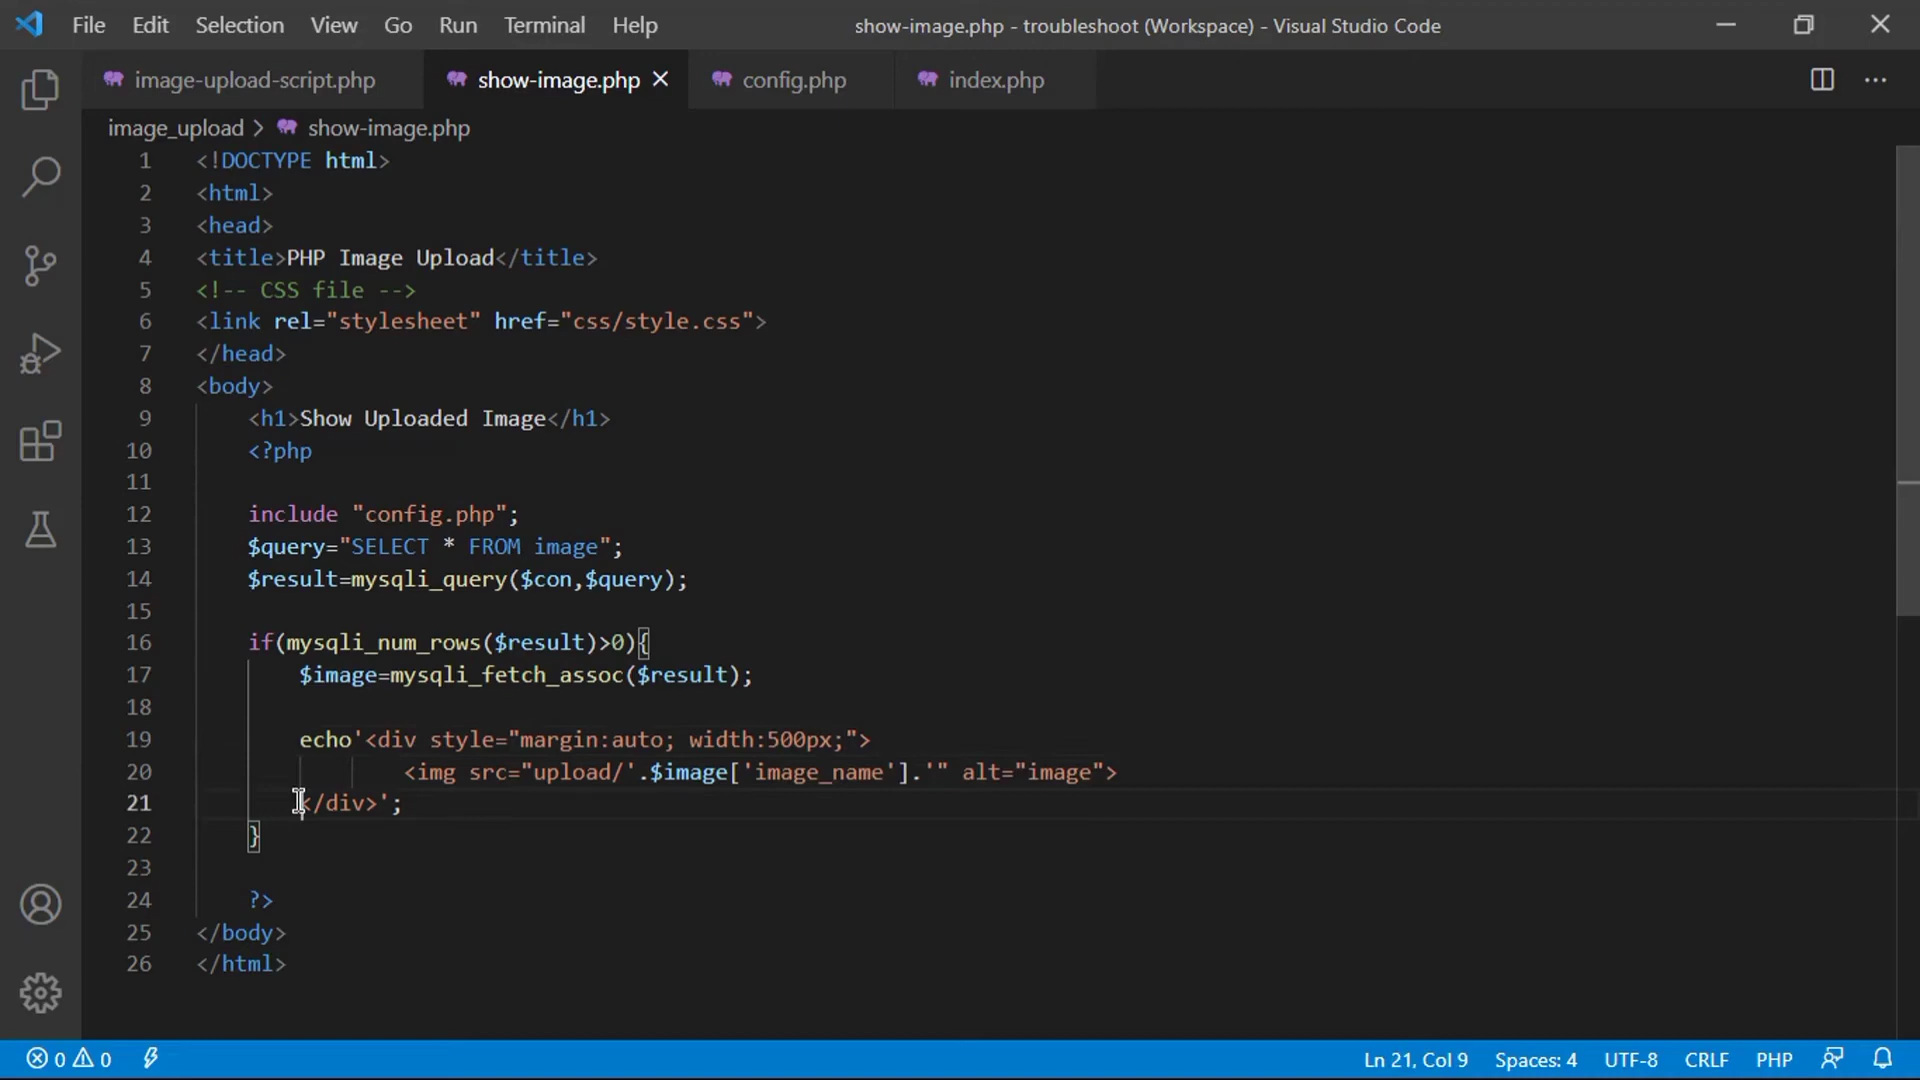 File Edit Selection View Go Run Terminal Help show-image.php - troubleshoot (Workspace) - Visual Studio Code
image-upload-script.php show-image.php config.php index.php
image_upload > show-image.php
1 <!DOCTYPE html>
2 <html>
3 <head>
4 <title>PHP Image Upload</title>
5 <!-- CSS file -->
6 <link rel="stylesheet" href="css/style.css">
7 </head>
8 <body>
9 <h1>Show Uploaded Image</h1>
10 <?php
11
12 include "config.php";
13 $query="SELECT * FROM image";
14 $result=mysqli_query($con,$query);
15
16 if(mysqli_num_rows($result)>0){
17 $image=mysqli_fetch_assoc($result);
18
19 echo'<div style="margin:auto; width:500px;">
20 <img src="upload/'.$image['image_name'].'" alt="image">
21 </div>';
22 }
23
24 ?>
25 </body>
26 </html>
0 0 Ln 21, Col 9 Spaces: 4 UTF-8 CRLF PHP